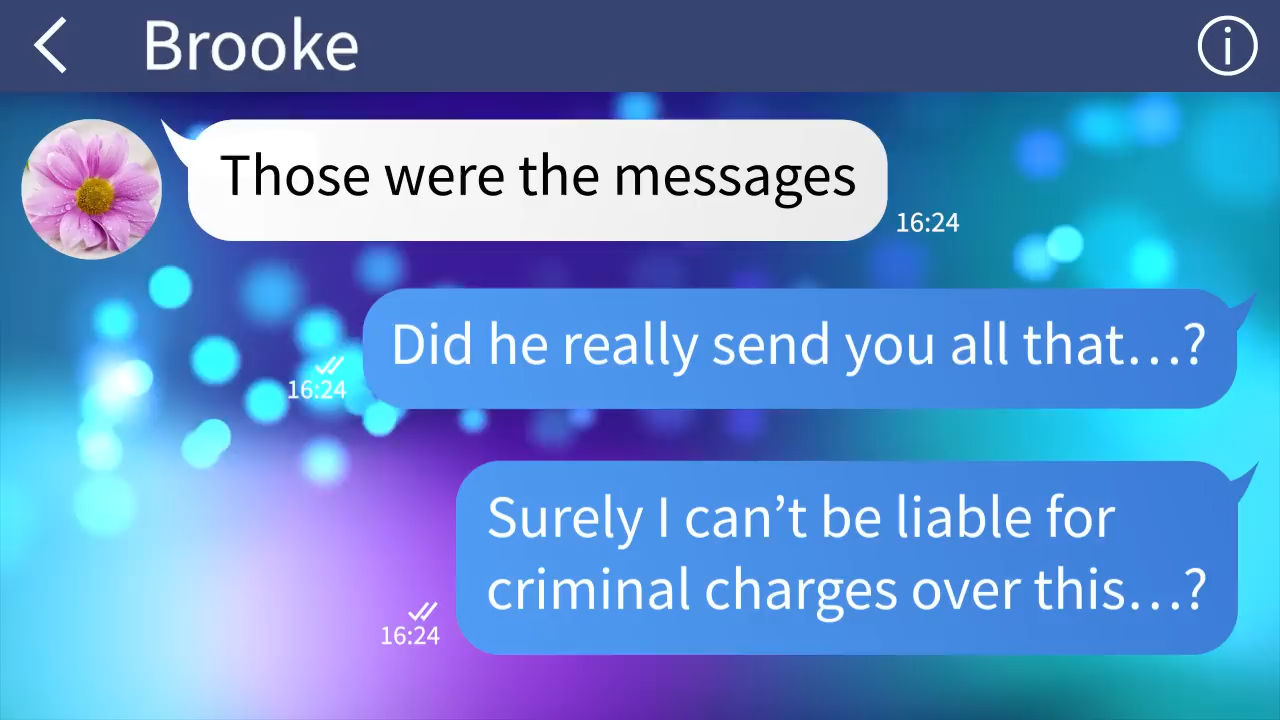 Brooke
Those were the messages
16:24
Did he really send you all that…?
16:24
Surely I can’t be liable for
criminal charges over this…?
16:24